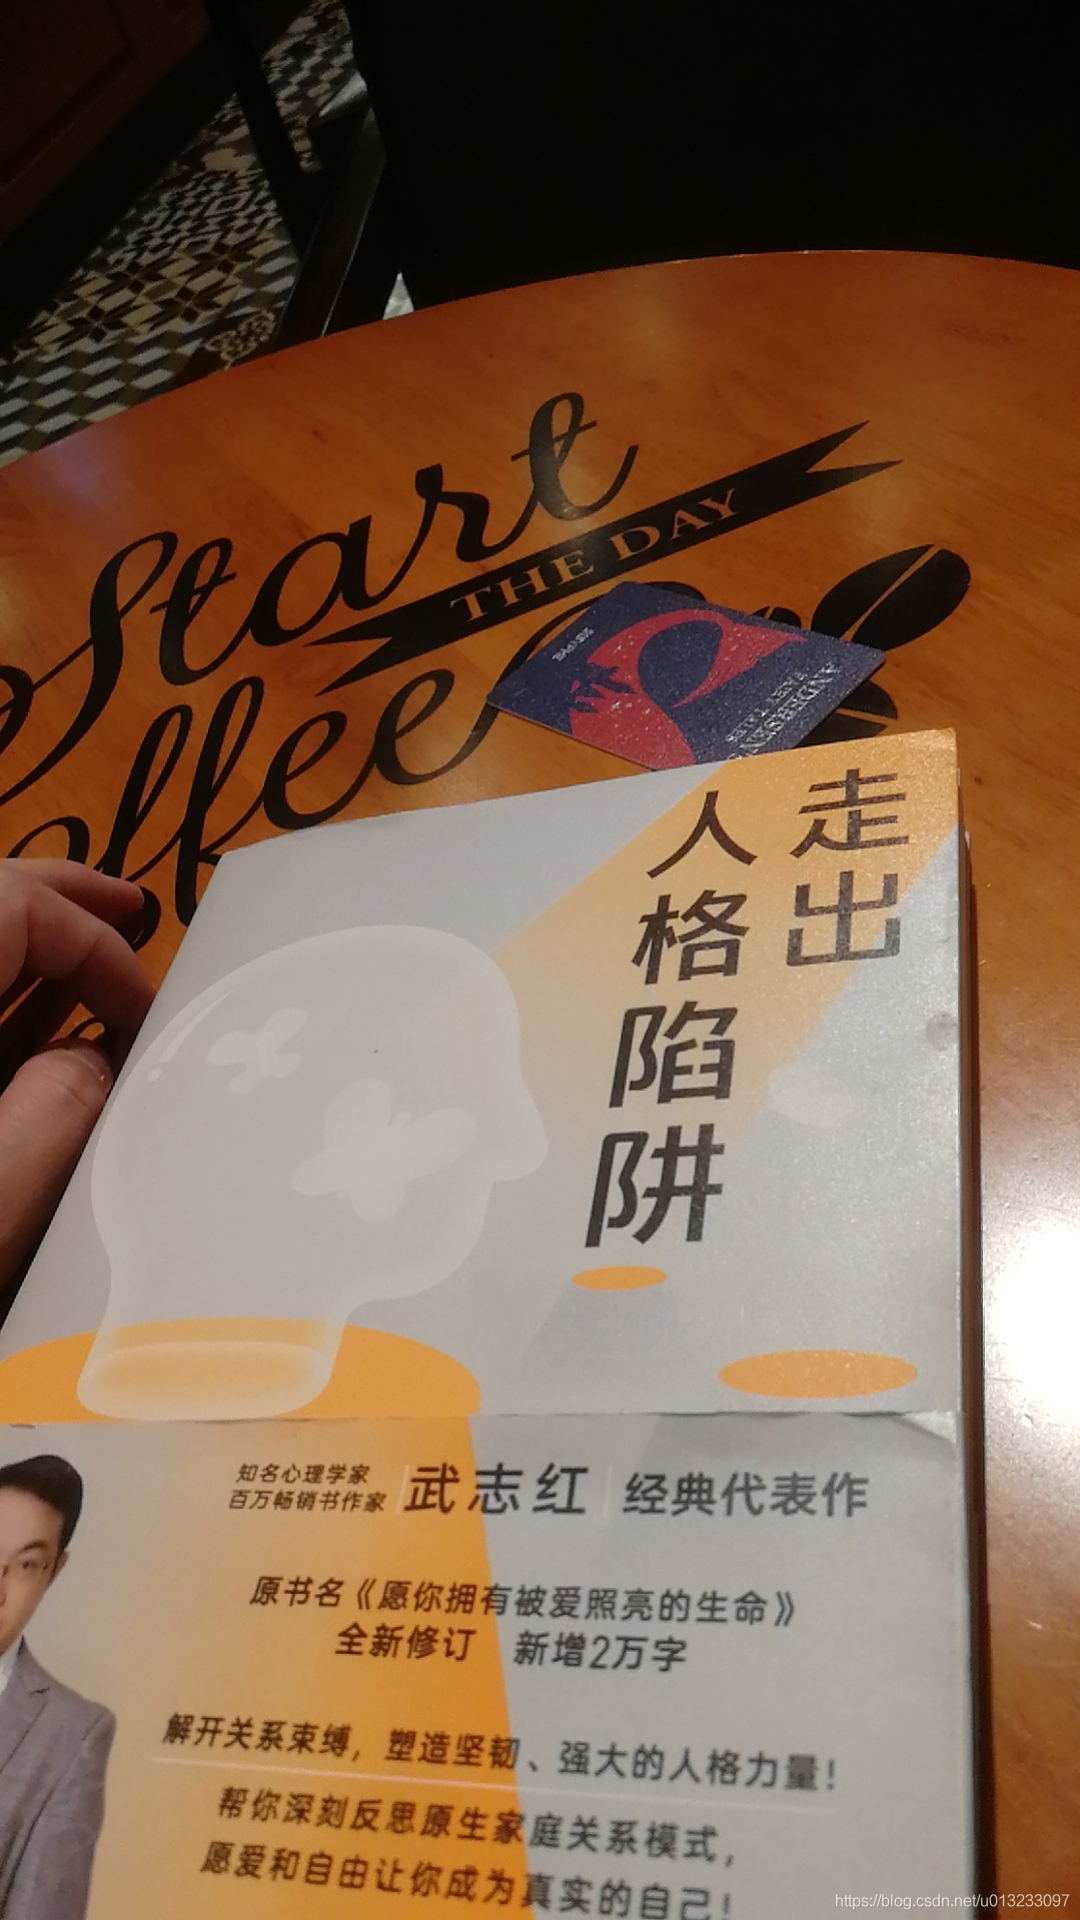 Start
THE DAY
offee
ANDERSEN
走出
人格陷阱
知名心理学家
百万畅销书作家
武志红
经典代表作
原书名《愿你拥有被爱照亮的生命》
全新修订 新增2万字
解开关系束缚，塑造坚韧、强大的人格力量！
帮你深刻反思原生家庭关系模式，
愿爱和自由让你成为真实的自己！
https://blog.csdn.net/u013233097